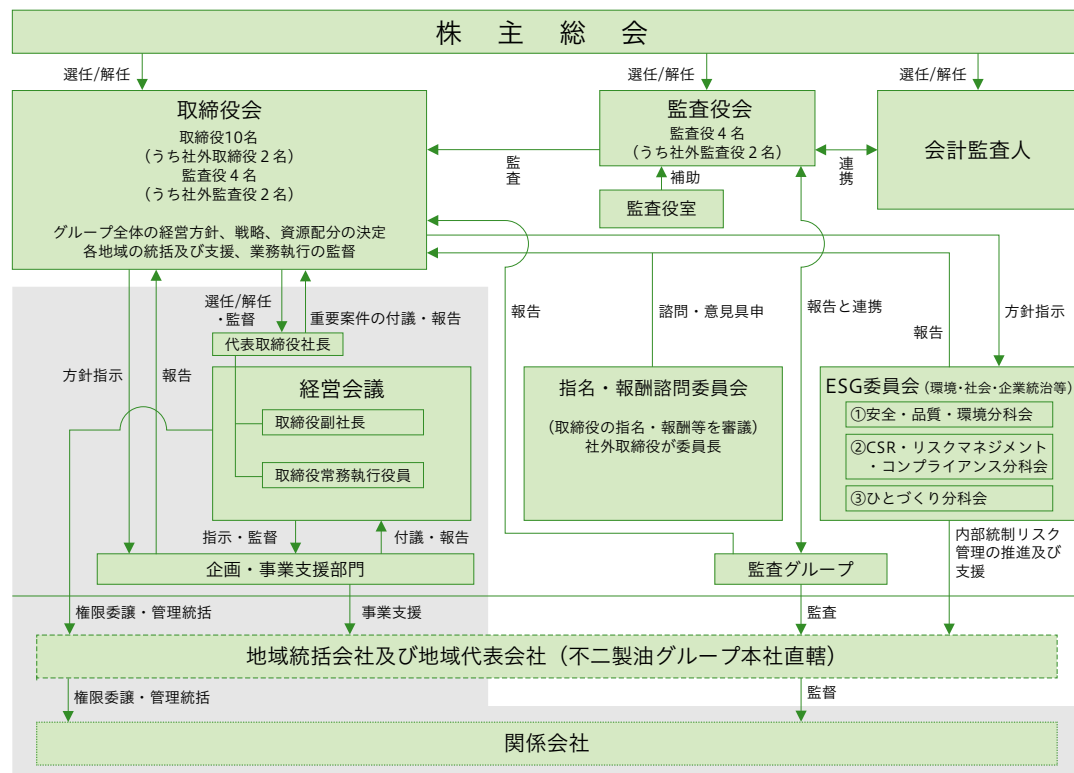 株 主 総 会
選任/解任
選任/解任
選任/解任
取締役会
取締役10名
（うち社外取締役２名）
監査役４名
（うち社外監査役２名）
グループ全体の経営方針、戦略、資源配分の決定
各地域の統括及び支援、業務執行の監督
監査
監査役会
監査役４名
（うち社外監査役２名）
補助
監査役室
連携
会計監査人
選任/解任
・監督
重要案件の付議・報告
代表取締役社長
方針指示
報告
経営会議
取締役副社長
取締役常務執行役員
報告
諮問・意見具申
報告と連携
報告
方針指示
指名・報酬諮問委員会
（取締役の指名・報酬等を審議）
社外取締役が委員長
ESG委員会（環境・社会・企業統治等）
①安全・品質・環境分科会
②CSR・リスクマネジメント
・コンプライアンス分科会
③ひとづくり分科会
指示・監督
付議・報告
企画・事業支援部門
監査グループ
内部統制リスク
管理の推進及び
支援
権限委譲・管理統括
事業支援
監査
地域統括会社及び地域代表会社（不二製油グループ本社直轄）
権限委譲・管理統括
監督
関係会社